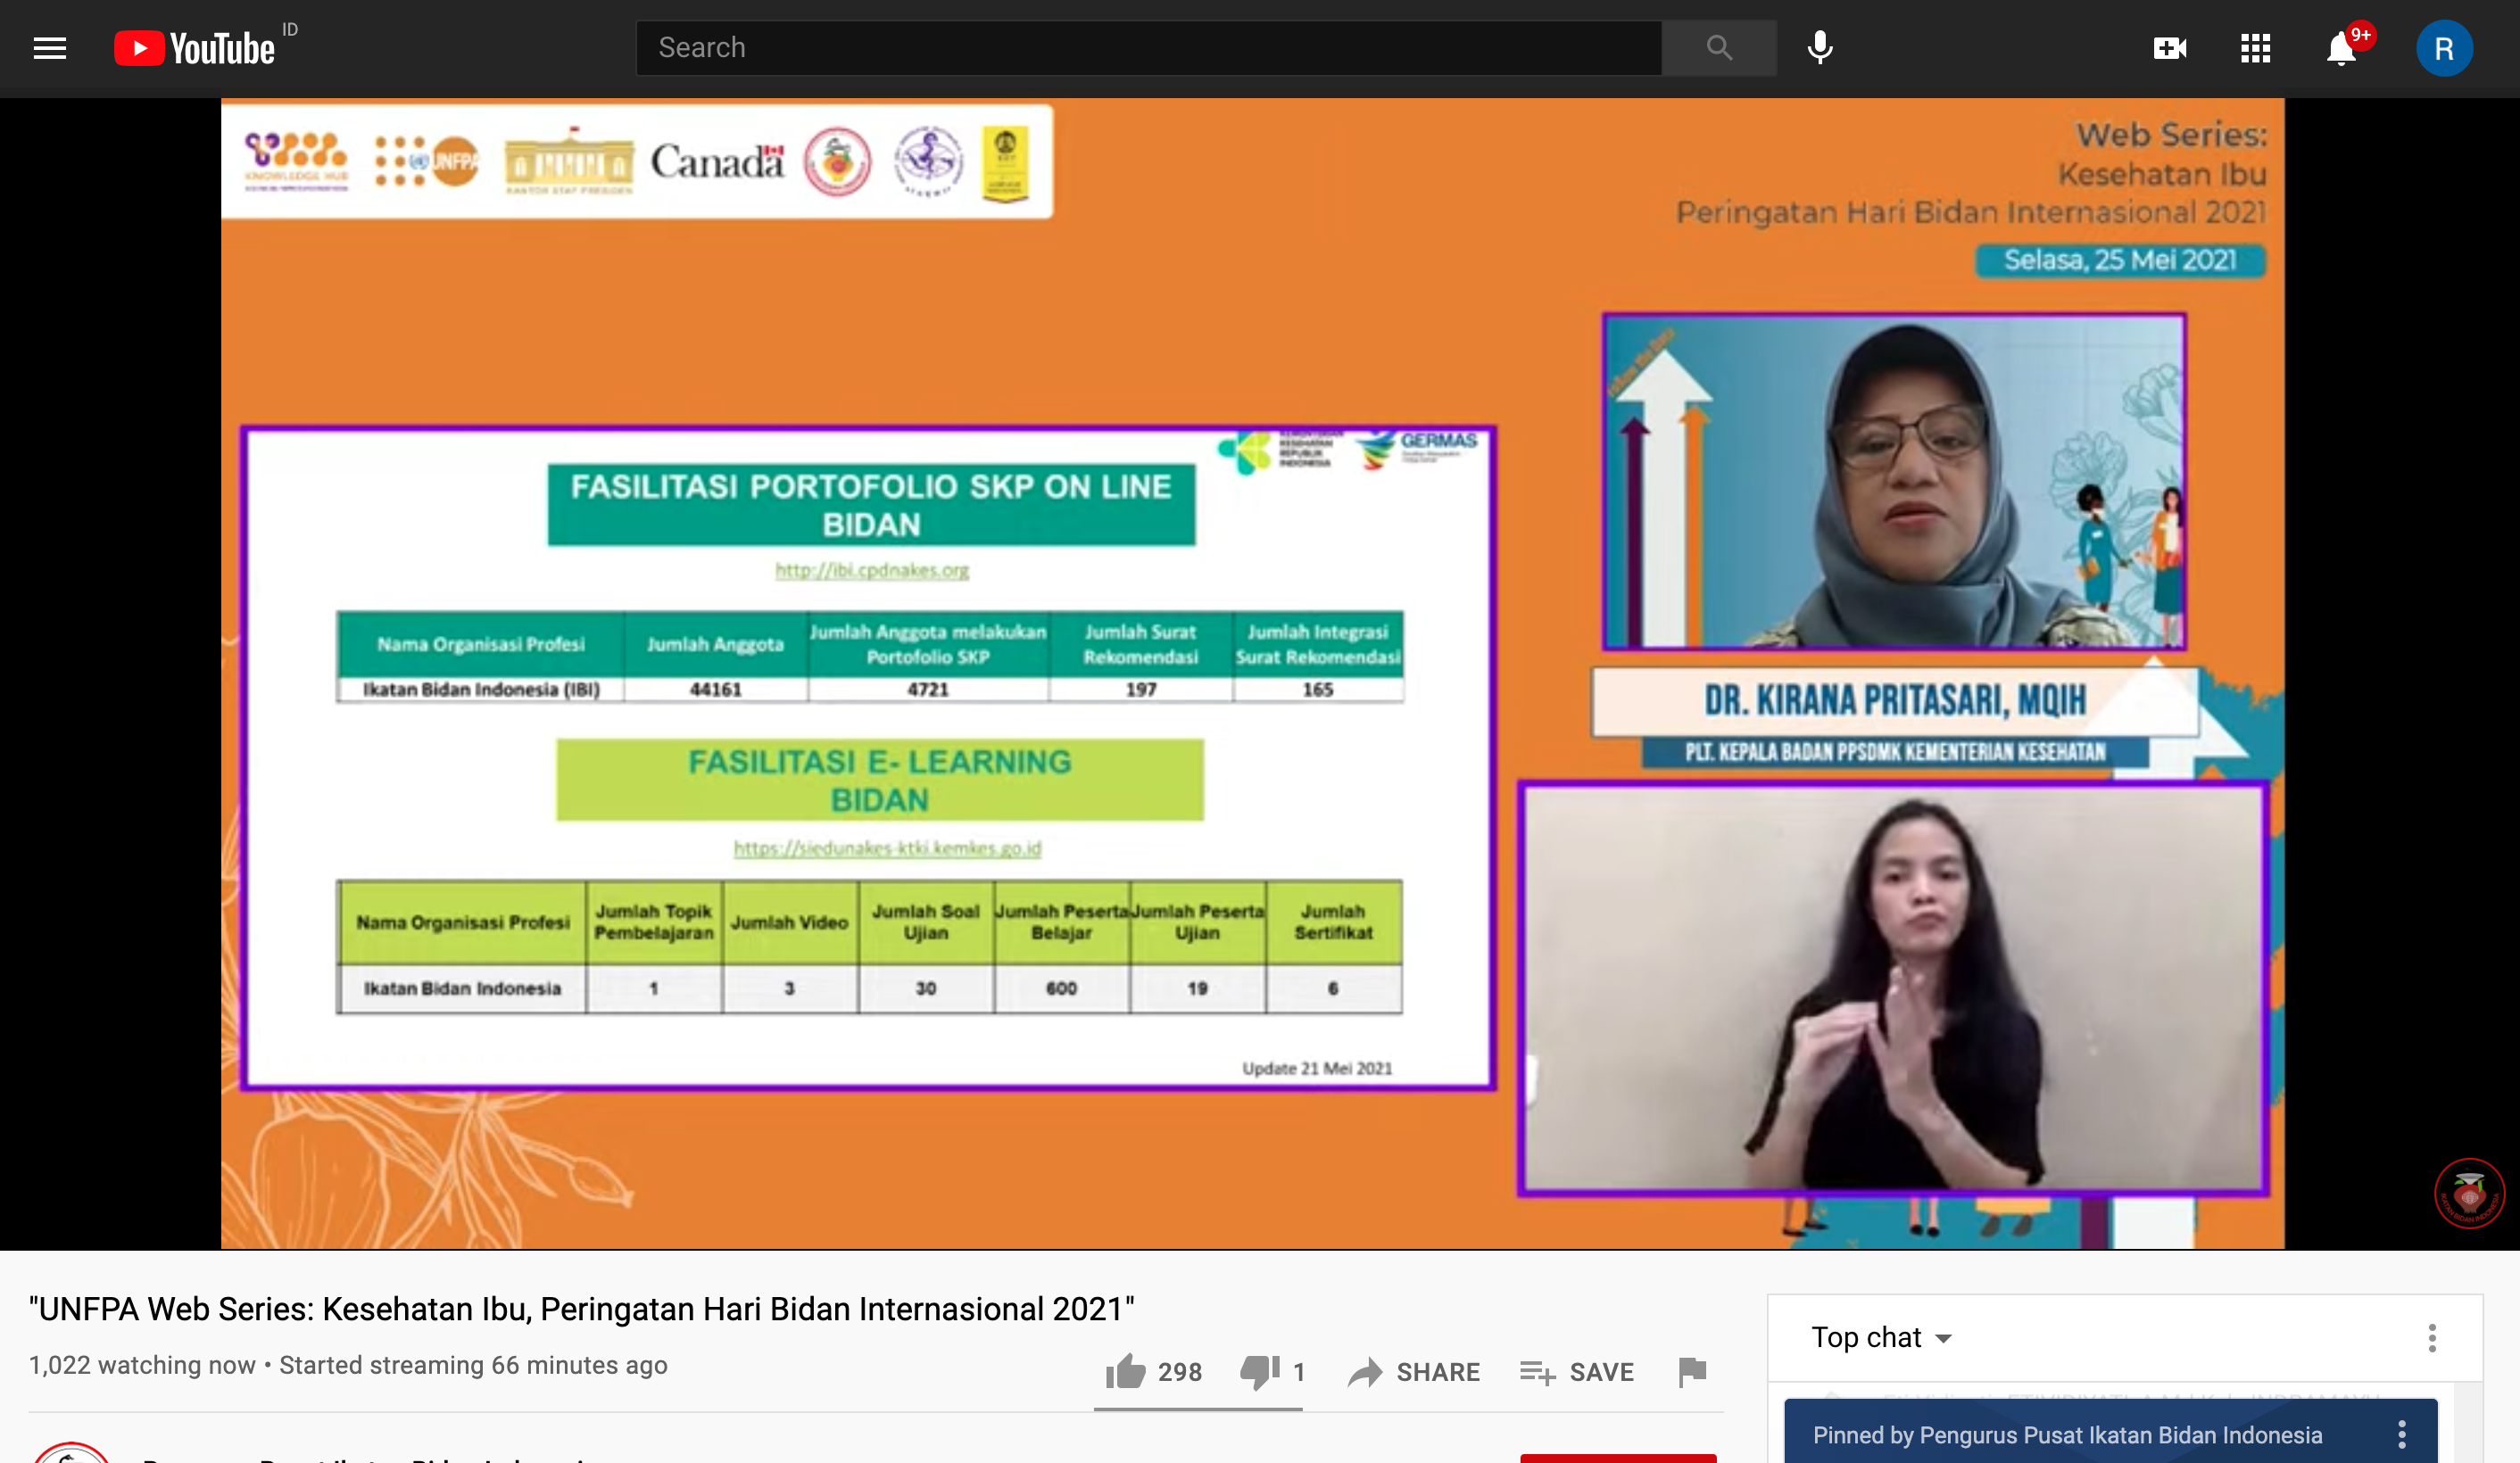 YouTube ID
Search
9+
R
KNOWLEDGE HUB
UNFPA
KANTOR STAF PRESIDEN
Canada
Web Series:
Kesehatan Ibu
Peringatan Hari Bidan Internasional 2021
Selasa, 25 Mei 2021
KEMENTERIAN
KESEHATAN
REPUBLIK
INDONESIA
GERMAS
FASILITASI PORTOFOLIO SKP ON LINE
BIDAN
http://ibi.cpdnakes.org
Nama Organisasi Profesi Jumlah Anggota Jumlah Anggota melakukan Portofolio SKP Jumlah Surat Rekomendasi Jumlah Integrasi Surat Rekomendasi
Ikatan Bidan Indonesia (IBI) 44161 4721 197 165
FASILITASI E- LEARNING
BIDAN
https://siedunakes-ktki.kemkes.go.id
Nama Organisasi Profesi Jumlah Topik Pembelajaran Jumlah Video Jumlah Soal Ujian Jumlah Peserta Belajar Jumlah Peserta Ujian Jumlah Sertifikat
Ikatan Bidan Indonesia 1 3 30 600 19 6
Update 21 Mei 2021
DR. KIRANA PRITASARI, MQIH
PLT. KEPALA BADAN PPSDMK KEMENTERIAN KESEHATAN
IKATAN BIDAN INDONESIA
"UNFPA Web Series: Kesehatan Ibu, Peringatan Hari Bidan Internasional 2021"
1,022 watching now • Started streaming 66 minutes ago
298 1 SHARE SAVE
Top chat
Pinned by Pengurus Pusat Ikatan Bidan Indonesia